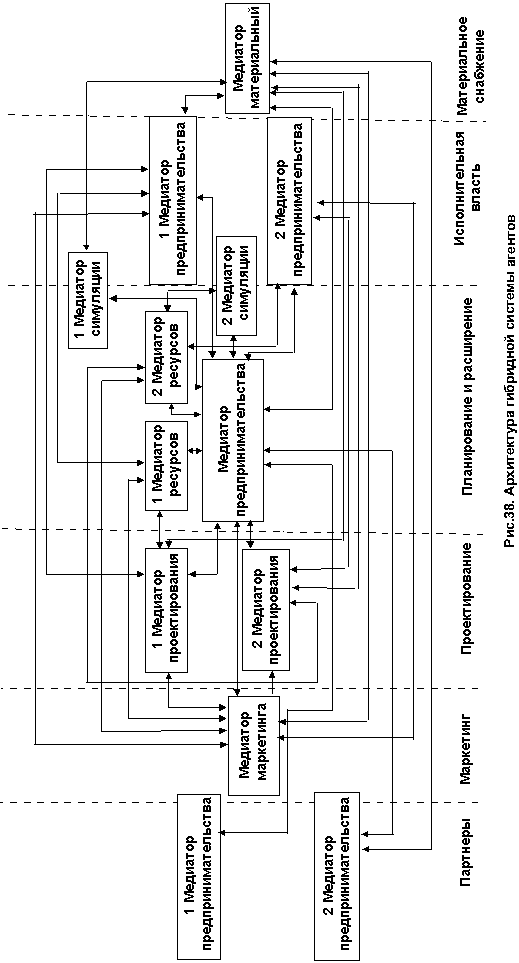 1 Медиатор
предпринимательства
2 Медиатор
предпринимательства
Медиатор
маркетинга
1 Медиатор
проектирования
2 Медиатор
проектирования
1 Медиатор
ресурсов
2 Медиатор
ресурсов
Медиатор
предпринимательства
1 Медиатор
симуляции
2 Медиатор
симуляции
1 Медиатор
предпринимательства
2 Медиатор
предпринимательства
Медиатор
материальный
Партнеры
Маркетинг
Проектирование
Планирование и расширение
Исполнительная
власть
Материальное
снабжение
Рис.38. Архитектура гибридной системы агентов